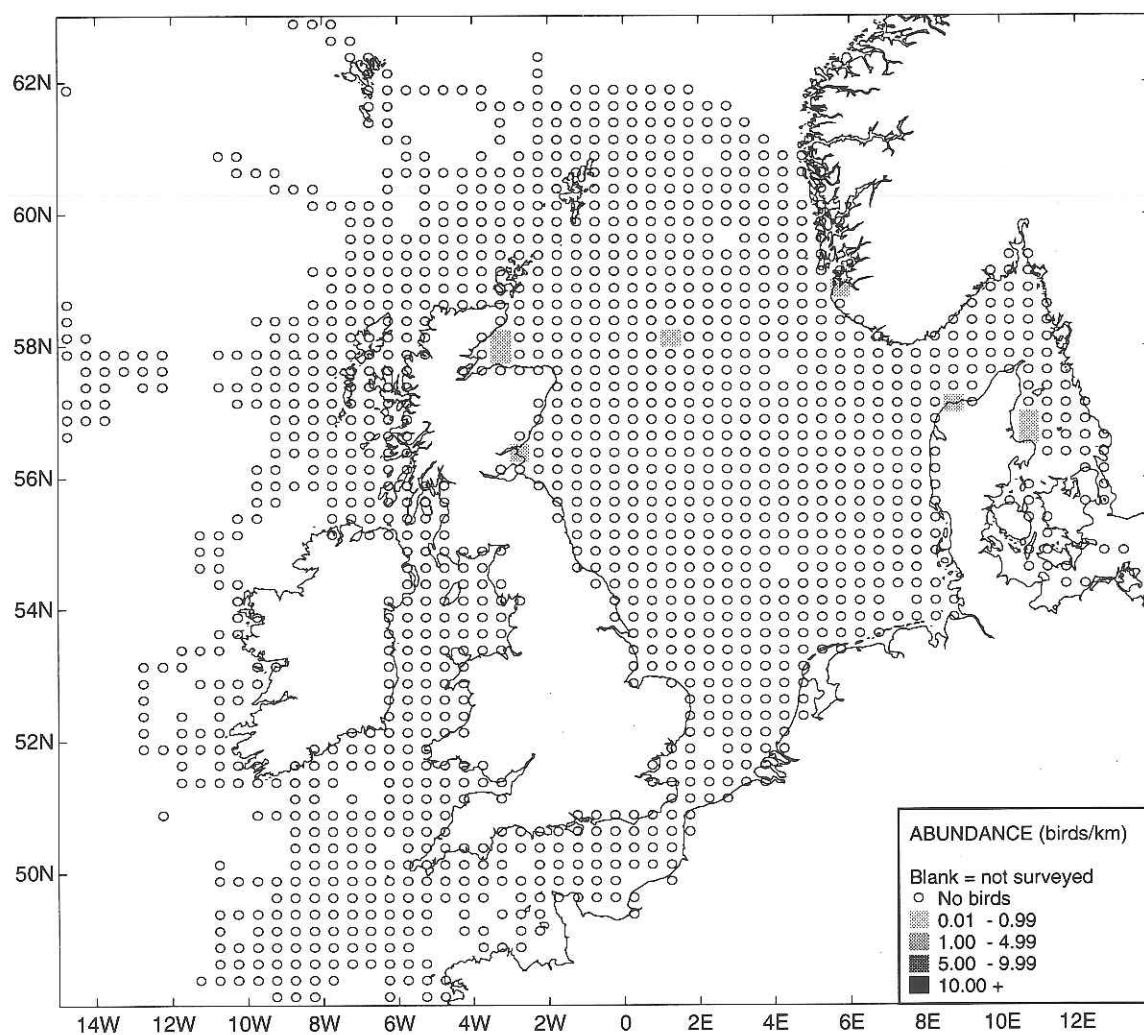 62N
60N
58N
56N
54N
52N
50N
ABUNDANCE (birds/km)
Blank = not surveyed
No birds
0.01 - 0.99
1.00 - 4.99
5.00 - 9.99
10.00 +
14W 12W 10W 8W 6W 4W 2W 0 2E 4E 6E 8E 10E 12E